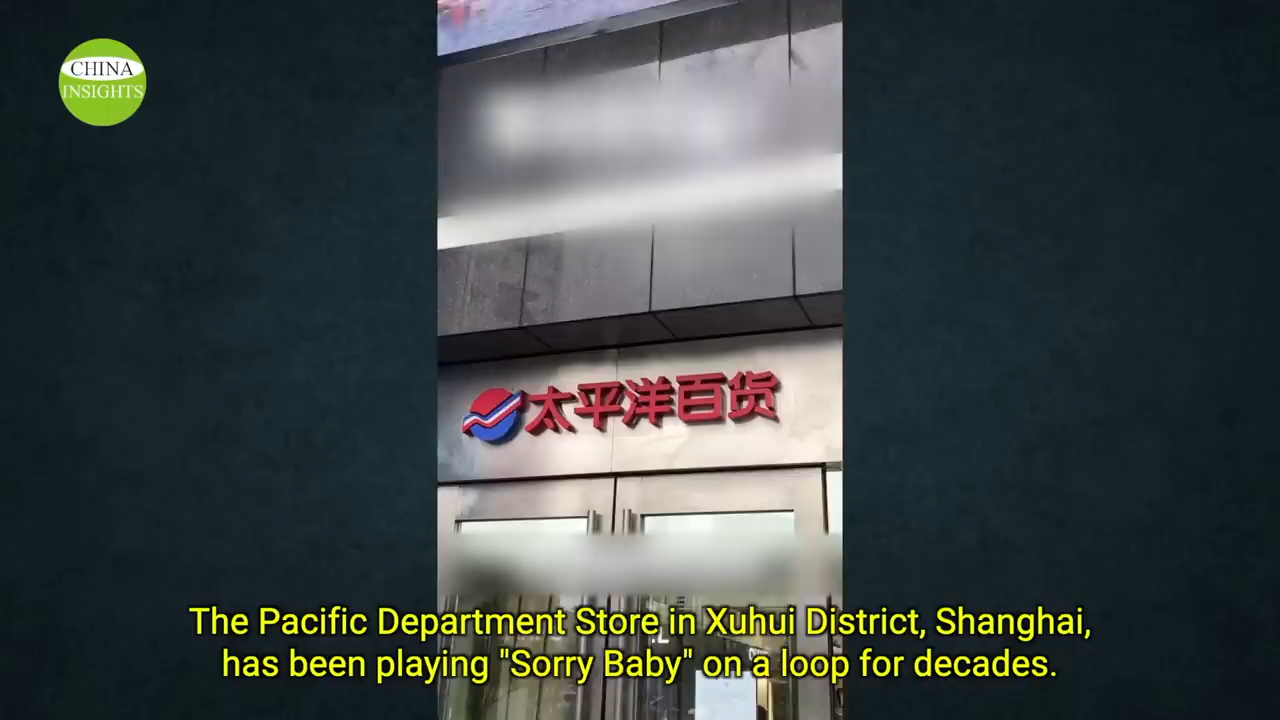 CHINA
INSIGHTS
太平洋百货
The Pacific Department Store in Xuhui District, Shanghai,
has been playing "Sorry Baby" on a loop for decades.